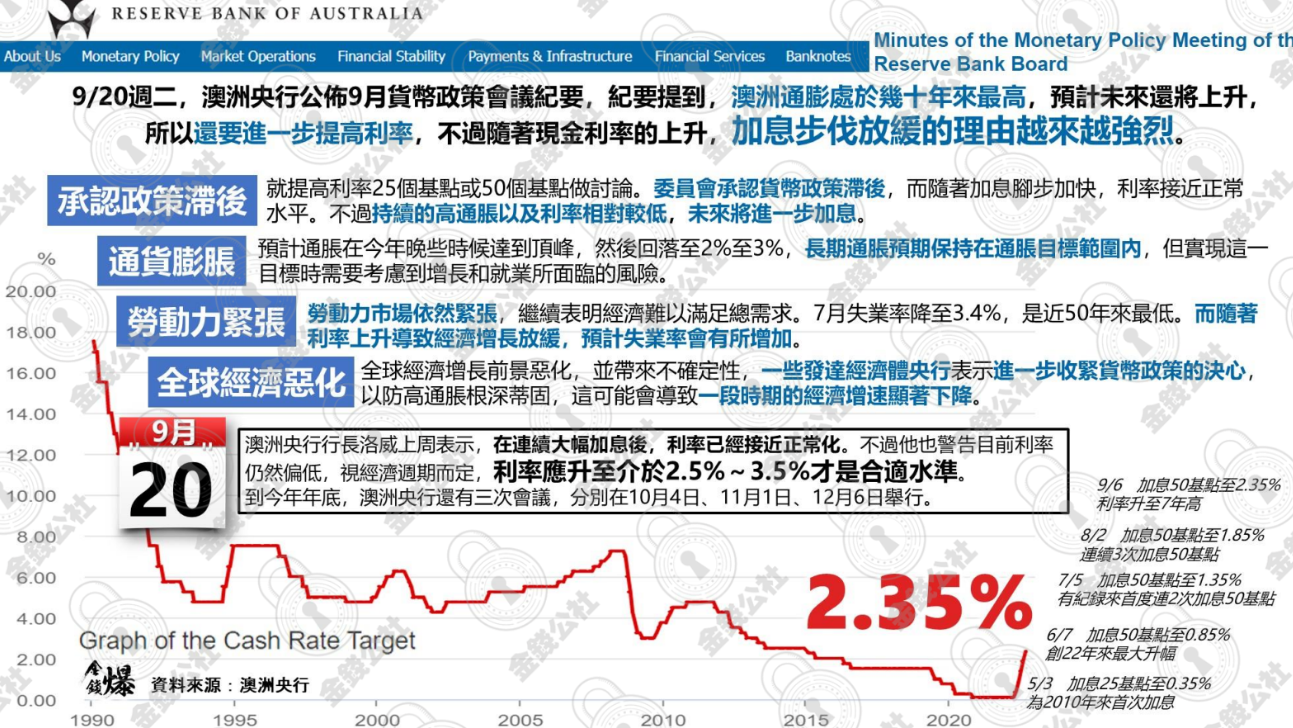 RESERVE BANK OF AUSTRALIA
About Us Monetary Policy Market Operations Financial Stability Payments & Infrastructure Financial Services Banknotes
Minutes of the Monetary Policy Meeting of th
Reserve Bank Board
9/20週二，澳洲央行公佈9月貨幣政策會議紀要，紀要提到，澳洲通膨處於幾十年來最高，預計未來還將上升，
所以還要進一步提高利率，不過隨著現金利率的上升，加息步伐放緩的理由越來越強烈。
承認政策滯後
就提高利率25個基點或50個基點做討論。委員會承認貨幣政策滯後，而隨著加息腳步加快，利率接近正常
水平。不過持續的高通脹以及利率相對較低，未來將進一步加息。
通貨膨脹
預計通脹在今年晚些時候達到頂峰，然後回落至2%至3%，長期通脹預期保持在通脹目標範圍內，但實現這一
目標時需要考慮到增長和就業所面臨的風險。
勞動力緊張
勞動力市場依然緊張，繼續表明經濟難以滿足總需求。7月失業率降至3.4%，是近50年來最低。而隨著
利率上升導致經濟增長放緩，預計失業率會有所增加。
全球經濟惡化
全球經濟增長前景惡化，並帶來不確定性，一些發達經濟體央行表示進一步收緊貨幣政策的決心，
以防高通脹根深蒂固，這可能會導致一段時期的經濟增速顯著下降。
9月
20
澳洲央行行長洛威上周表示，在連續大幅加息後，利率已經接近正常化。不過他也警告目前利率
仍然偏低，視經濟週期而定，利率應升至介於2.5%～3.5%才是合適水準。
到今年年底，澳洲央行還有三次會議，分別在10月4日、11月1日、12月6日舉行。
%
20.00
18.00
16.00
14.00
12.00
10.00
8.00
6.00
4.00
2.00
0.00
1990 1995 2000 2005 2010 2015 2020
9/6 加息50基點至2.35%
利率升至7年高
8/2 加息50基點至1.85%
連續3次加息50基點
7/5 加息50基點至1.35%
有紀錄來首度連2次加息50基點
6/7 加息50基點至0.85%
創22年來最大升幅
5/3 加息25基點至0.35%
為2010年來首次加息
2.35%
Graph of the Cash Rate Target
金錢爆 資料來源：澳洲央行
金錢公社